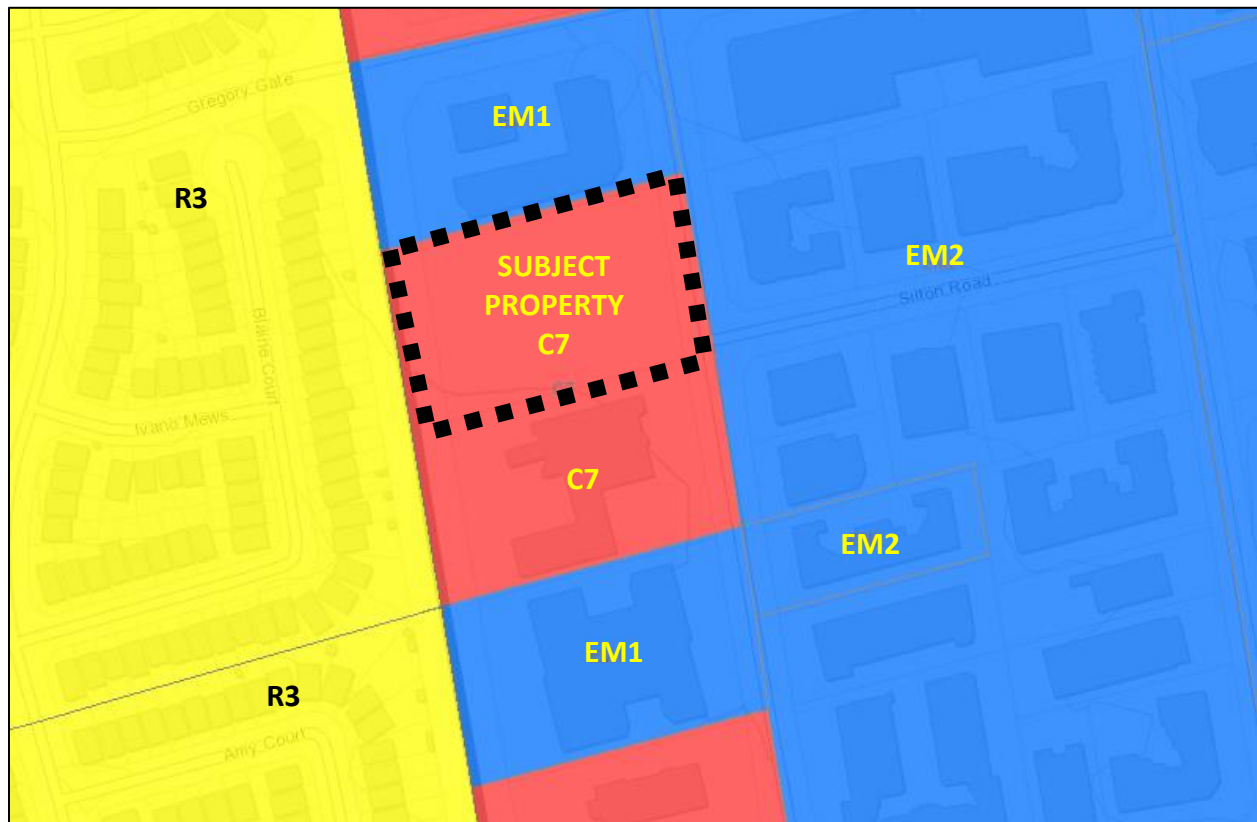 EM1
Gregory Gate
R3
SUBJECT
PROPERTY
C7
EM2
Silton Road
Blaine Court
Ivano Mews
C7
EM2
EM1
R3
Amy Court